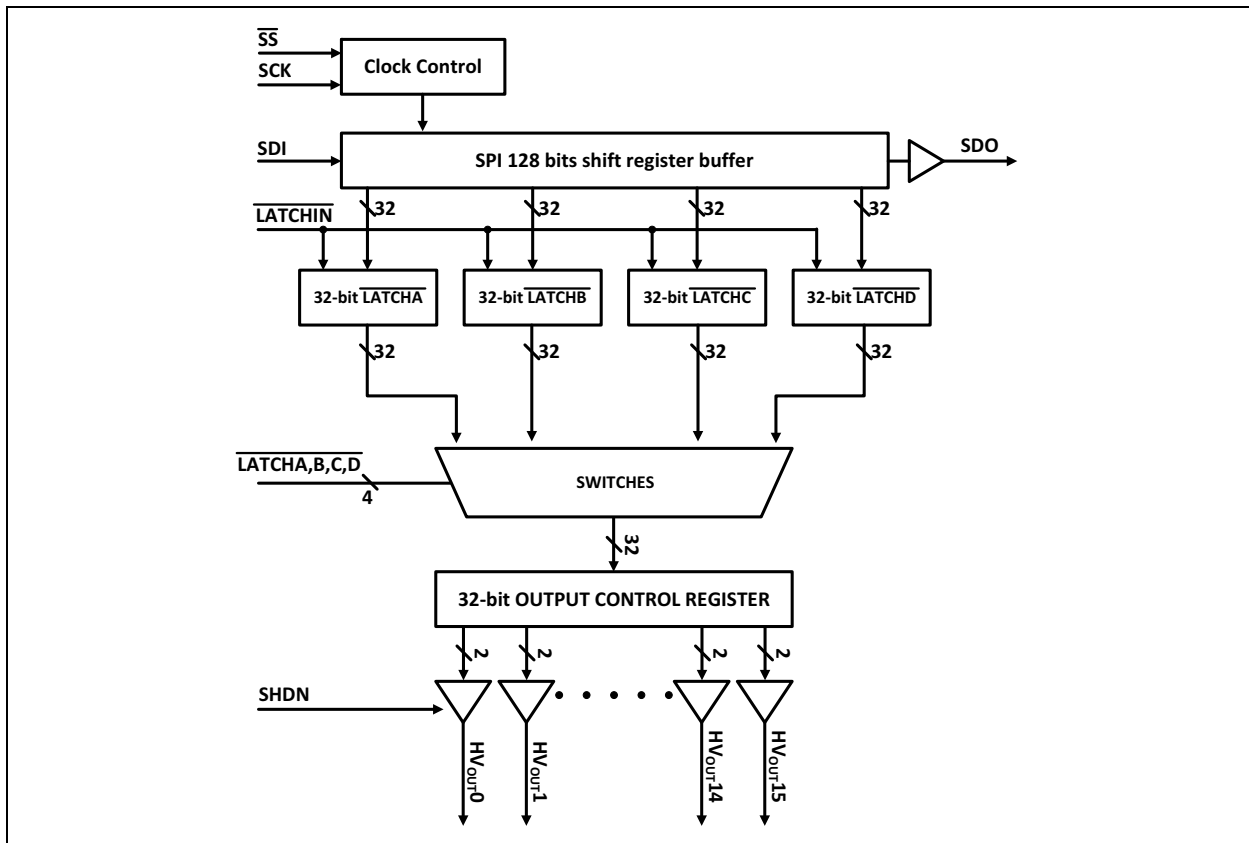 SS
SCK
Clock Control
SDI
SPI 128 bits shift register buffer
SDO
32 32 32 32
LATCHIN
32-bit LATCHA 32-bit LATCHB 32-bit LATCHC 32-bit LATCHD
32 32 32 32
LATCHA,B,C,D
4
SWITCHES
32
32-bit OUTPUT CONTROL REGISTER
2 2 2 2
SHDN
HVOUT0 HVOUT1 HVOUT14 HVOUT15